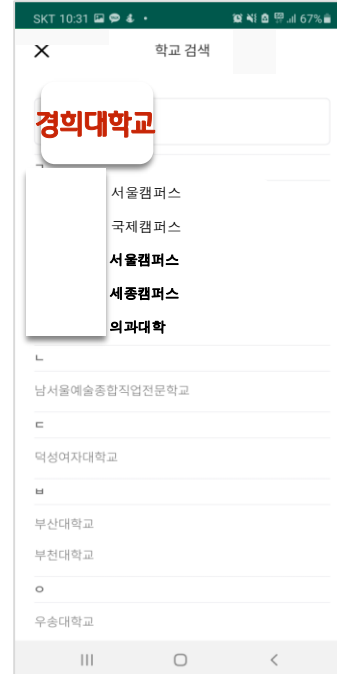 SKT 10:31 67%
학교 검색
경희대학교
서울캠퍼스
국제캠퍼스
서울캠퍼스
세종캠퍼스
의과대학
ㄴ
남서울예술종합직업전문학교
ㄷ
덕성여자대학교
ㅂ
부산대학교
부천대학교
ㅇ
우송대학교